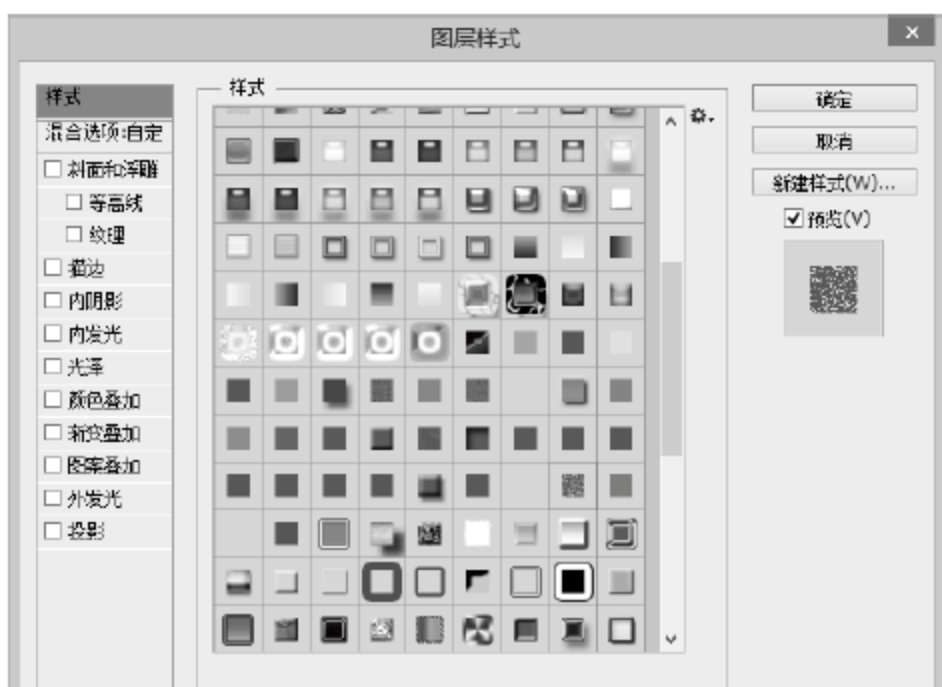 图层样式
样式
混合选项:自定
斜面和浮雕
等高线
纹理
描边
内阴影
内发光
光泽
颜色叠加
渐变叠加
图案叠加
外发光
投影
样式
确定
取消
新建样式(W)...
预览(V)